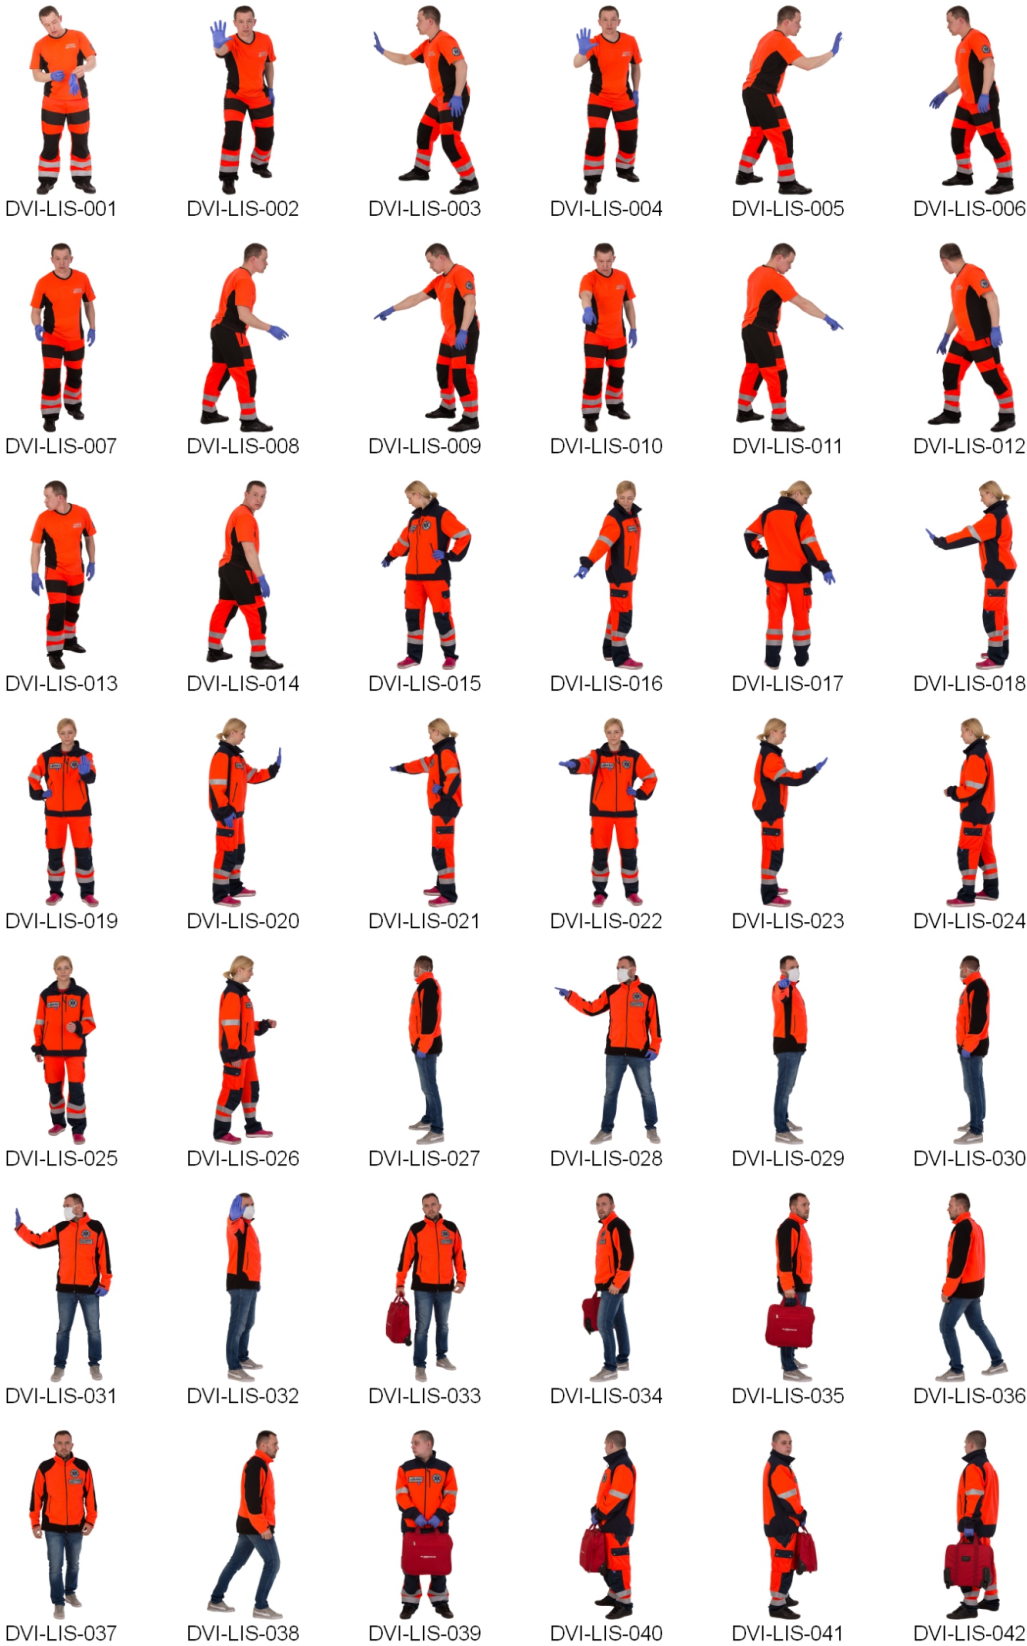 DVI-LIS-001 DVI-LIS-002 DVI-LIS-003 DVI-LIS-004 DVI-LIS-005 DVI-LIS-006
DVI-LIS-007 DVI-LIS-008 DVI-LIS-009 DVI-LIS-010 DVI-LIS-011 DVI-LIS-012
DVI-LIS-013 DVI-LIS-014 DVI-LIS-015 DVI-LIS-016 DVI-LIS-017 DVI-LIS-018
DVI-LIS-019 DVI-LIS-020 DVI-LIS-021 DVI-LIS-022 DVI-LIS-023 DVI-LIS-024
DVI-LIS-025 DVI-LIS-026 DVI-LIS-027 DVI-LIS-028 DVI-LIS-029 DVI-LIS-030
DVI-LIS-031 DVI-LIS-032 DVI-LIS-033 DVI-LIS-034 DVI-LIS-035 DVI-LIS-036
DVI-LIS-037 DVI-LIS-038 DVI-LIS-039 DVI-LIS-040 DVI-LIS-041 DVI-LIS-042